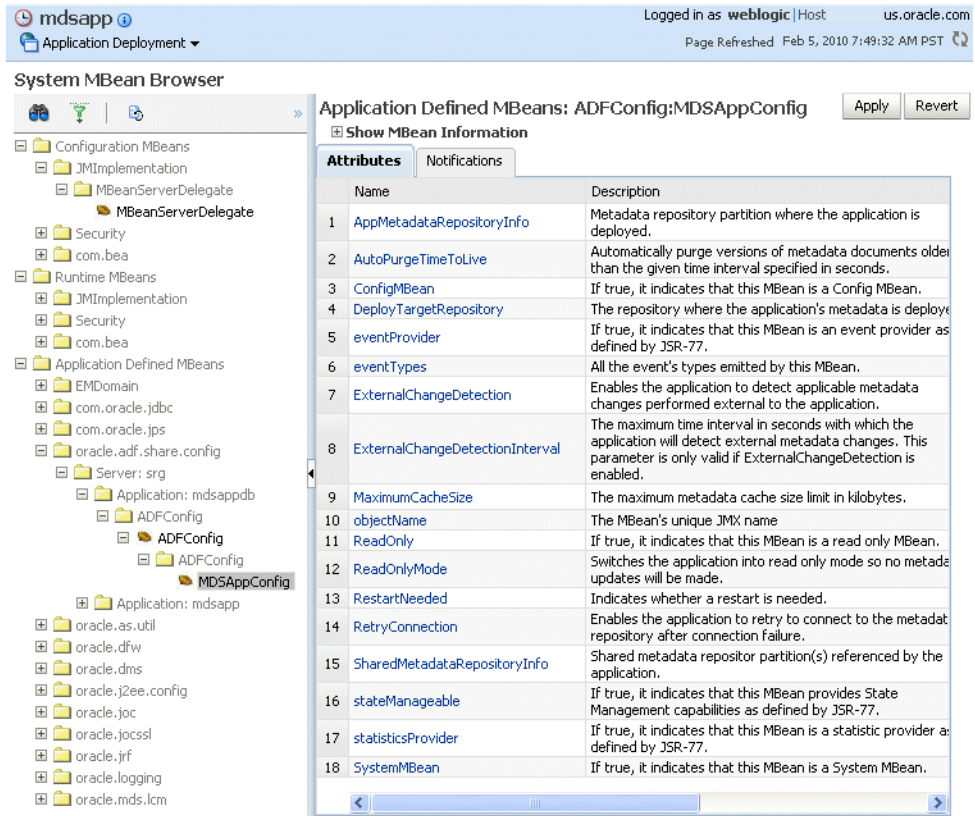 mdsapp
Logged in as weblogic | Host us.oracle.com
Application Deployment
Page Refreshed Feb 5, 2010 7:49:32 AM PST
System MBean Browser
Configuration MBeans
JMImplementation
MBeanServerDelegate
MBeanServerDelegate
Security
com.bea
Runtime MBeans
JMImplementation
Security
com.bea
Application Defined MBeans
EMDomain
com.oracle.jdbc
com.oracle.jps
oracle.adf.share.config
Server: srg
Application: mdsappdb
ADFConfig
ADFConfig
ADFConfig
MDSAppConfig
Application: mdsapp
oracle.as.util
oracle.dfw
oracle.dms
oracle.j2ee.config
oracle.joc
oracle.jocssl
oracle.jrf
oracle.logging
oracle.mds.lcm
Application Defined MBeans: ADFConfig:MDSAppConfig
Apply Revert
Show MBean Information
Attributes Notifications
Name Description
1 AppMetadataRepositoryInfo Metadata repository partition where the application is
deployed.
2 AutoPurgeTimeToLive Automatically purge versions of metadata documents older
than the given time interval specified in seconds.
3 ConfigMBean If true, it indicates that this MBean is a Config MBean.
4 DeployTargetRepository The repository where the application's metadata is deploye
5 eventProvider If true, it indicates that this MBean is an event provider as
defined by JSR-77.
6 eventTypes All the event's types emitted by this MBean.
7 ExternalChangeDetection Enables the application to detect applicable metadata
changes performed external to the application.
8 ExternalChangeDetectionInterval The maximum time interval in seconds with which the
application will detect external metadata changes. This
parameter is only valid if ExternalChangeDetection is
enabled.
9 MaximumCacheSize The maximum metadata cache size limit in kilobytes.
10 objectName The MBean's unique JMX name
11 ReadOnly If true, it indicates that this MBean is a read only MBean.
12 ReadOnlyMode Switches the application into read only mode so no metada
updates will be made.
13 RestartNeeded Indicates whether a restart is needed.
14 RetryConnection Enables the application to retry to connect to the metadat
repository after connection failure.
15 SharedMetadataRepositoryInfo Shared metadata repositor partition(s) referenced by the
application.
16 stateManageable If true, it indicates that this MBean provides State
Management capabilities as defined by JSR-77.
17 statisticsProvider If true, it indicates that this MBean is a statistic provider as
defined by JSR-77.
18 SystemMBean If true, it indicates that this MBean is a System MBean.